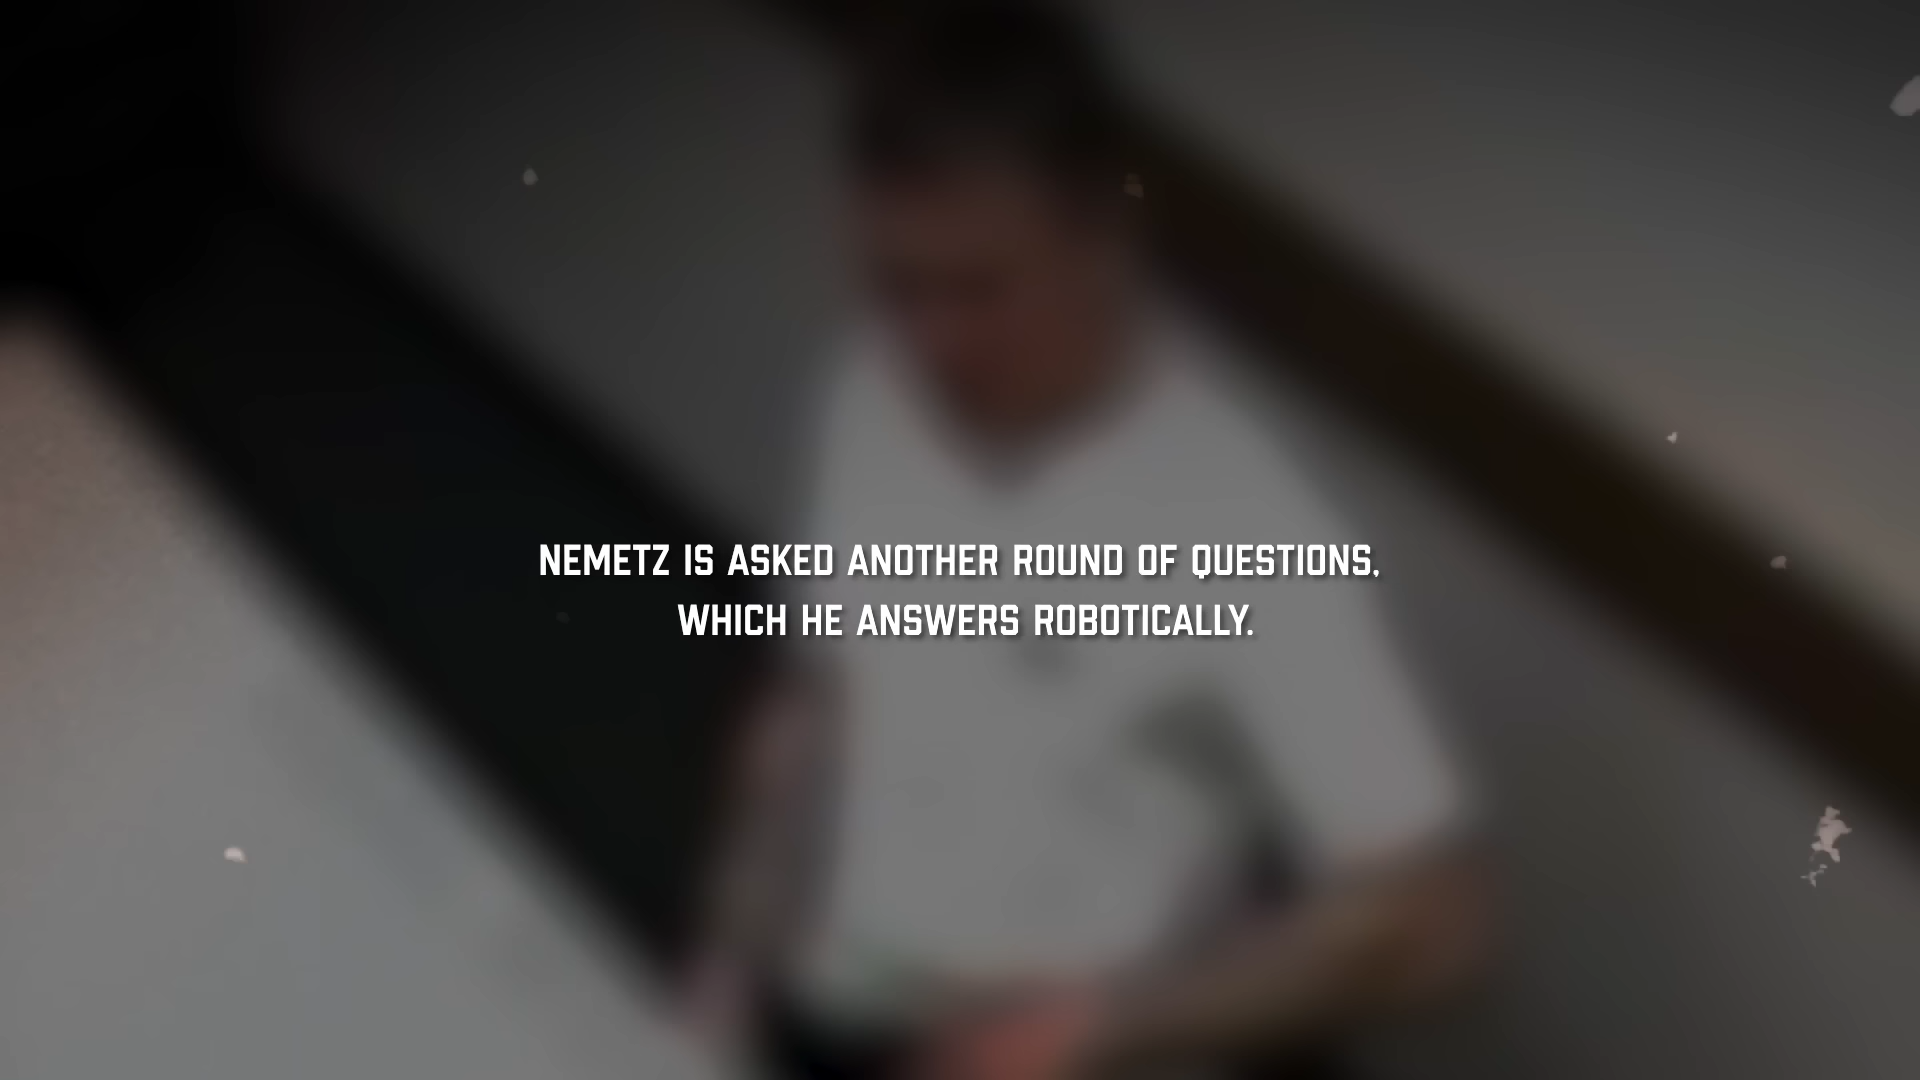 NEMETZ IS ASKED ANOTHER ROUND OF QUESTIONS,
WHICH HE ANSWERS ROBOTICALLY.